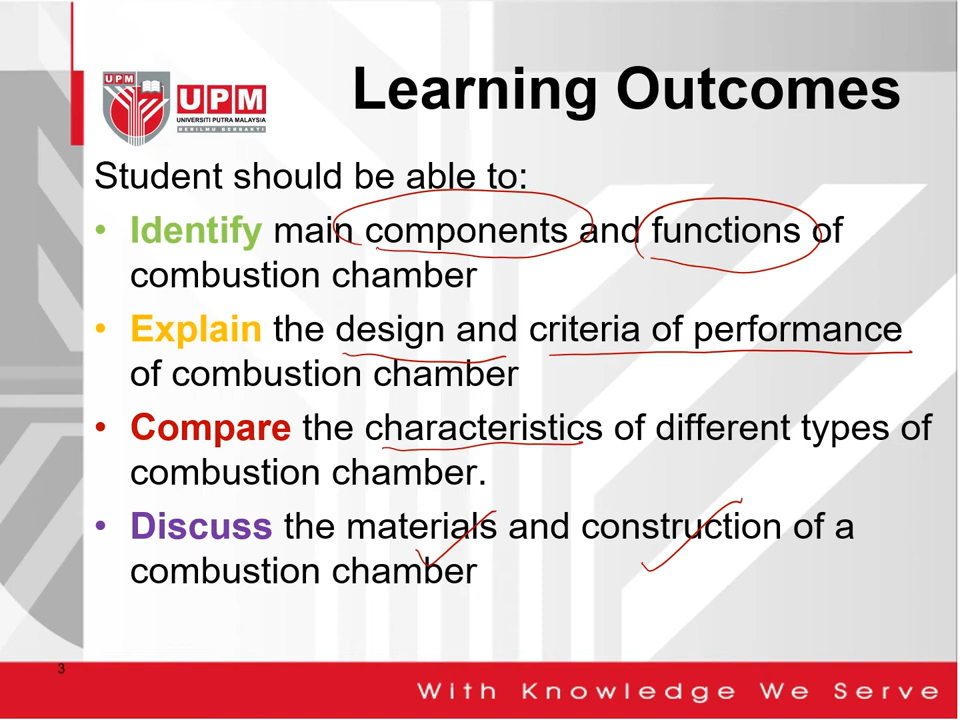 Learning Outcomes
UPM
UPM
UNIVERSITI PUTRA MALAYSIA
BERILMU BERBAKTI
Student should be able to:
• Identify main components and functions of
combustion chamber
• Explain the design and criteria of performance
of combustion chamber
• Compare the characteristics of different types of
combustion chamber.
• Discuss the materials and construction of a
combustion chamber
3
With Knowledge We Serve